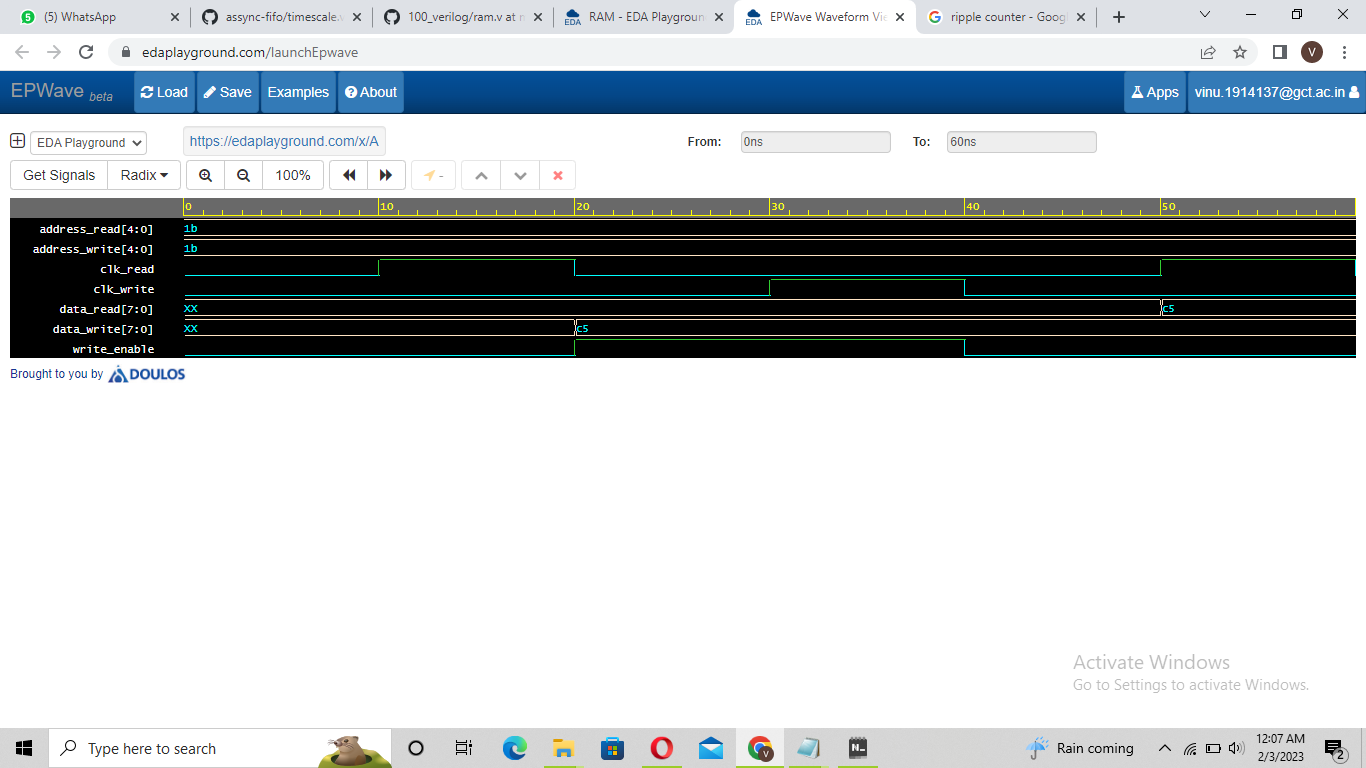 (5) WhatsApp
assync-fifo/timescale.v
100_verilog/ram.v at n
RAM - EDA Playground
EPWave Waveform Vie
ripple counter - Googl
edaplayground.com/launchEpwave
V
EPWave beta
Load
Save
Examples
About
Apps
vinu.1914137@gct.ac.in
EDA Playground
https://edaplayground.com/x/A
From:
0ns
To:
60ns
Get Signals
Radix
100%
-
0 10 20 30 40 50
address_read[4:0] 1b
address_write[4:0] 1b
clk_read
clk_write
data_read[7:0] XX c5
data_write[7:0] XX c5
write_enable
Brought to you by DOULOS
Activate Windows
Go to Settings to activate Windows.
Type here to search
V
N
Rain coming
12:07 AM
2/3/2023
2